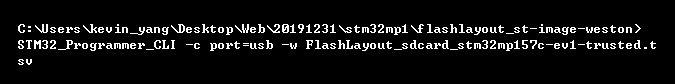 C:\Users\kevin_yang\Desktop\Web\20191231\stm32mp1\flashlayout_st-image-weston>
STM32_Programmer_CLI -c port=usb -w FlashLayout_sdcard_stm32mp157c-ev1-trusted.t
sv